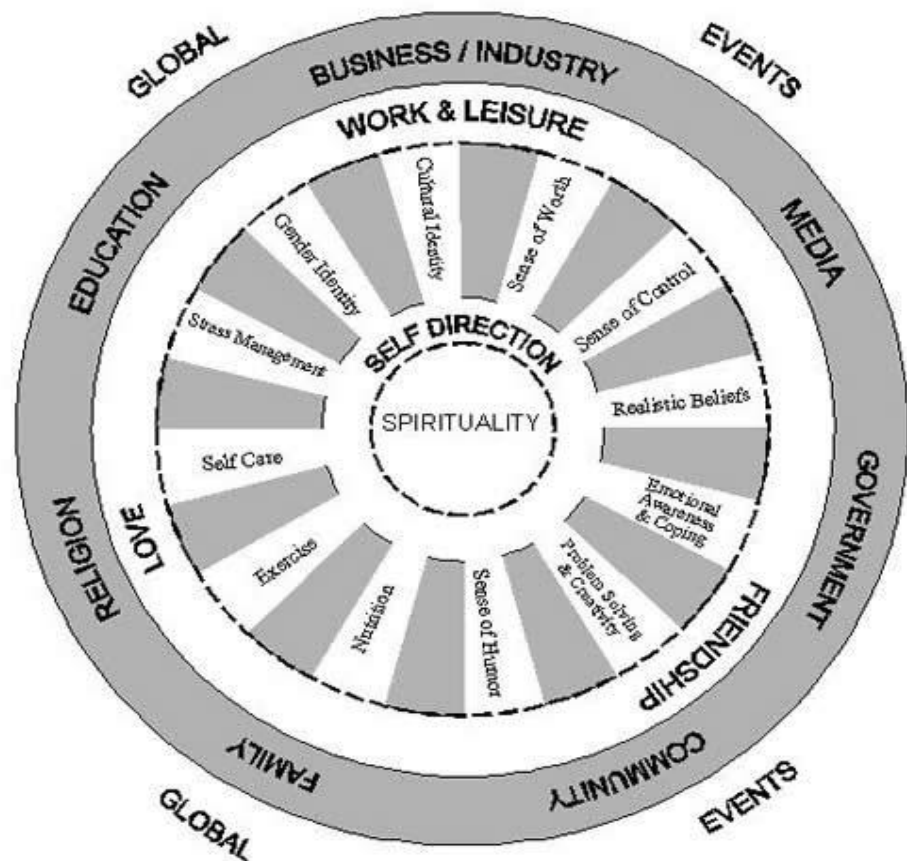 GLOBAL
EVENTS
BUSINESS / INDUSTRY
MEDIA
GOVERNMENT
COMMUNITY
FAMILY
RELIGION
EDUCATION
WORK & LEISURE
FRIENDSHIP
LOVE
Cultural Identity
Sense of Worth
Sense of Control
Realistic Beliefs
Emotional
Awareness
& Coping
Problem Solving
& Creativity
Sense of Humor
Nutrition
Exercise
Self Care
Stress Management
Gender Identity
SELF DIRECTION
SPIRITUALITY
GLOBAL
EVENTS